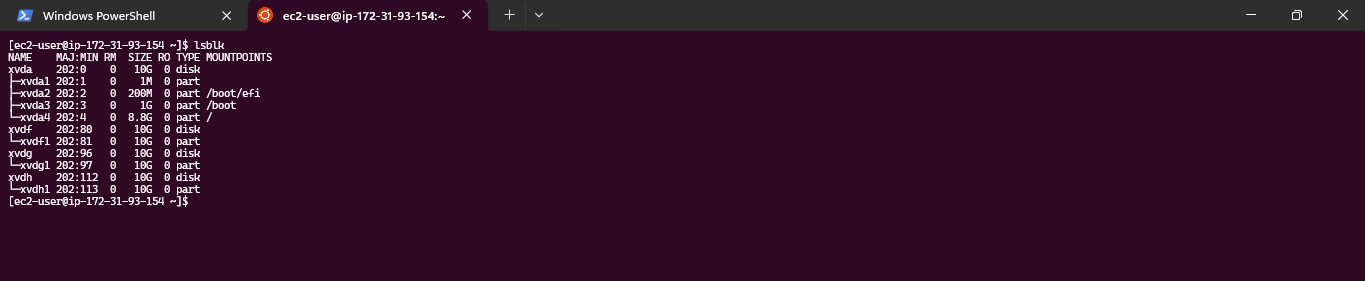 Windows PowerShell
ec2-user@ip-172-31-93-154:~
[ec2-user@ip-172-31-93-154 ~]$ lsblk
NAME    MAJ:MIN RM  SIZE RO TYPE MOUNTPOINTS
xvda    202:0    0   10G  0 disk
├─xvda1 202:1    0    1M  0 part
├─xvda2 202:2    0  200M  0 part /boot/efi
├─xvda3 202:3    0    1G  0 part /boot
└─xvda4 202:4    0  8.8G  0 part /
xvdf    202:80   0   10G  0 disk
└─xvdf1 202:81   0   10G  0 part
xvdg    202:96   0   10G  0 disk
└─xvdg1 202:97   0   10G  0 part
xvdh    202:112  0   10G  0 disk
└─xvdh1 202:113  0   10G  0 part
[ec2-user@ip-172-31-93-154 ~]$